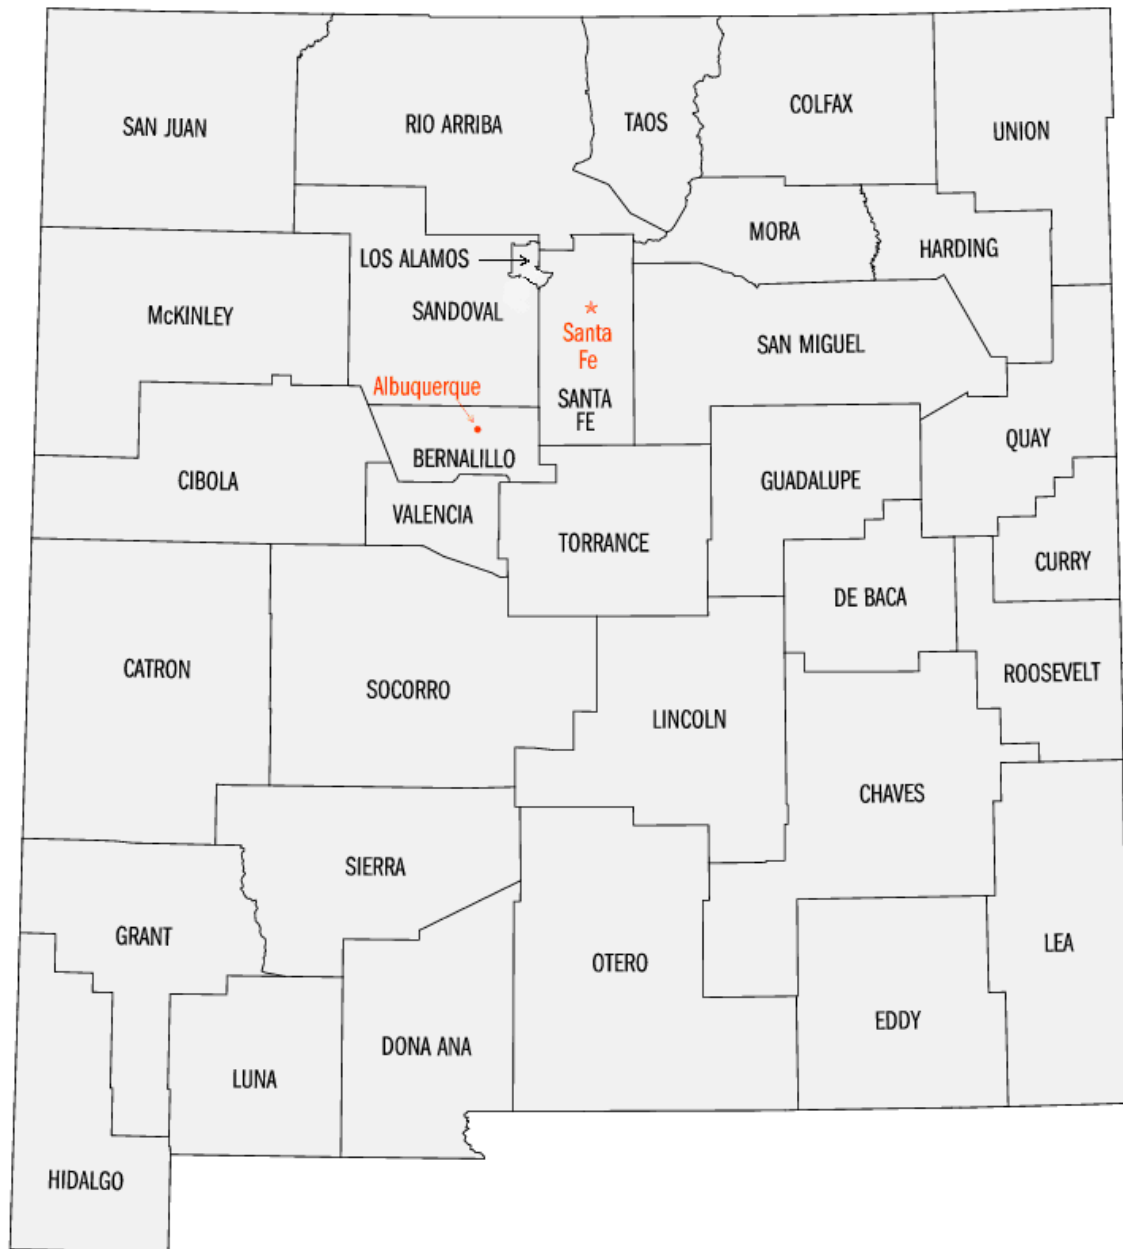 COLFAX
SAN JUAN
RIO ARRIBA
TAOS
UNION
MORA
HARDING
LOS ALAMOS
McKINLEY
SANDOVAL
*
Santa
Fe
SAN MIGUEL
Albuquerque
SANTA
FE
BERNALILLO
QUAY
CIBOLA
GUADALUPE
VALENCIA
TORRANCE
CURRY
DE BACA
CATRON
SOCORRO
ROOSEVELT
LINCOLN
CHAVES
SIERRA
GRANT
OTERO
LEA
EDDY
DONA ANA
LUNA
HIDALGO